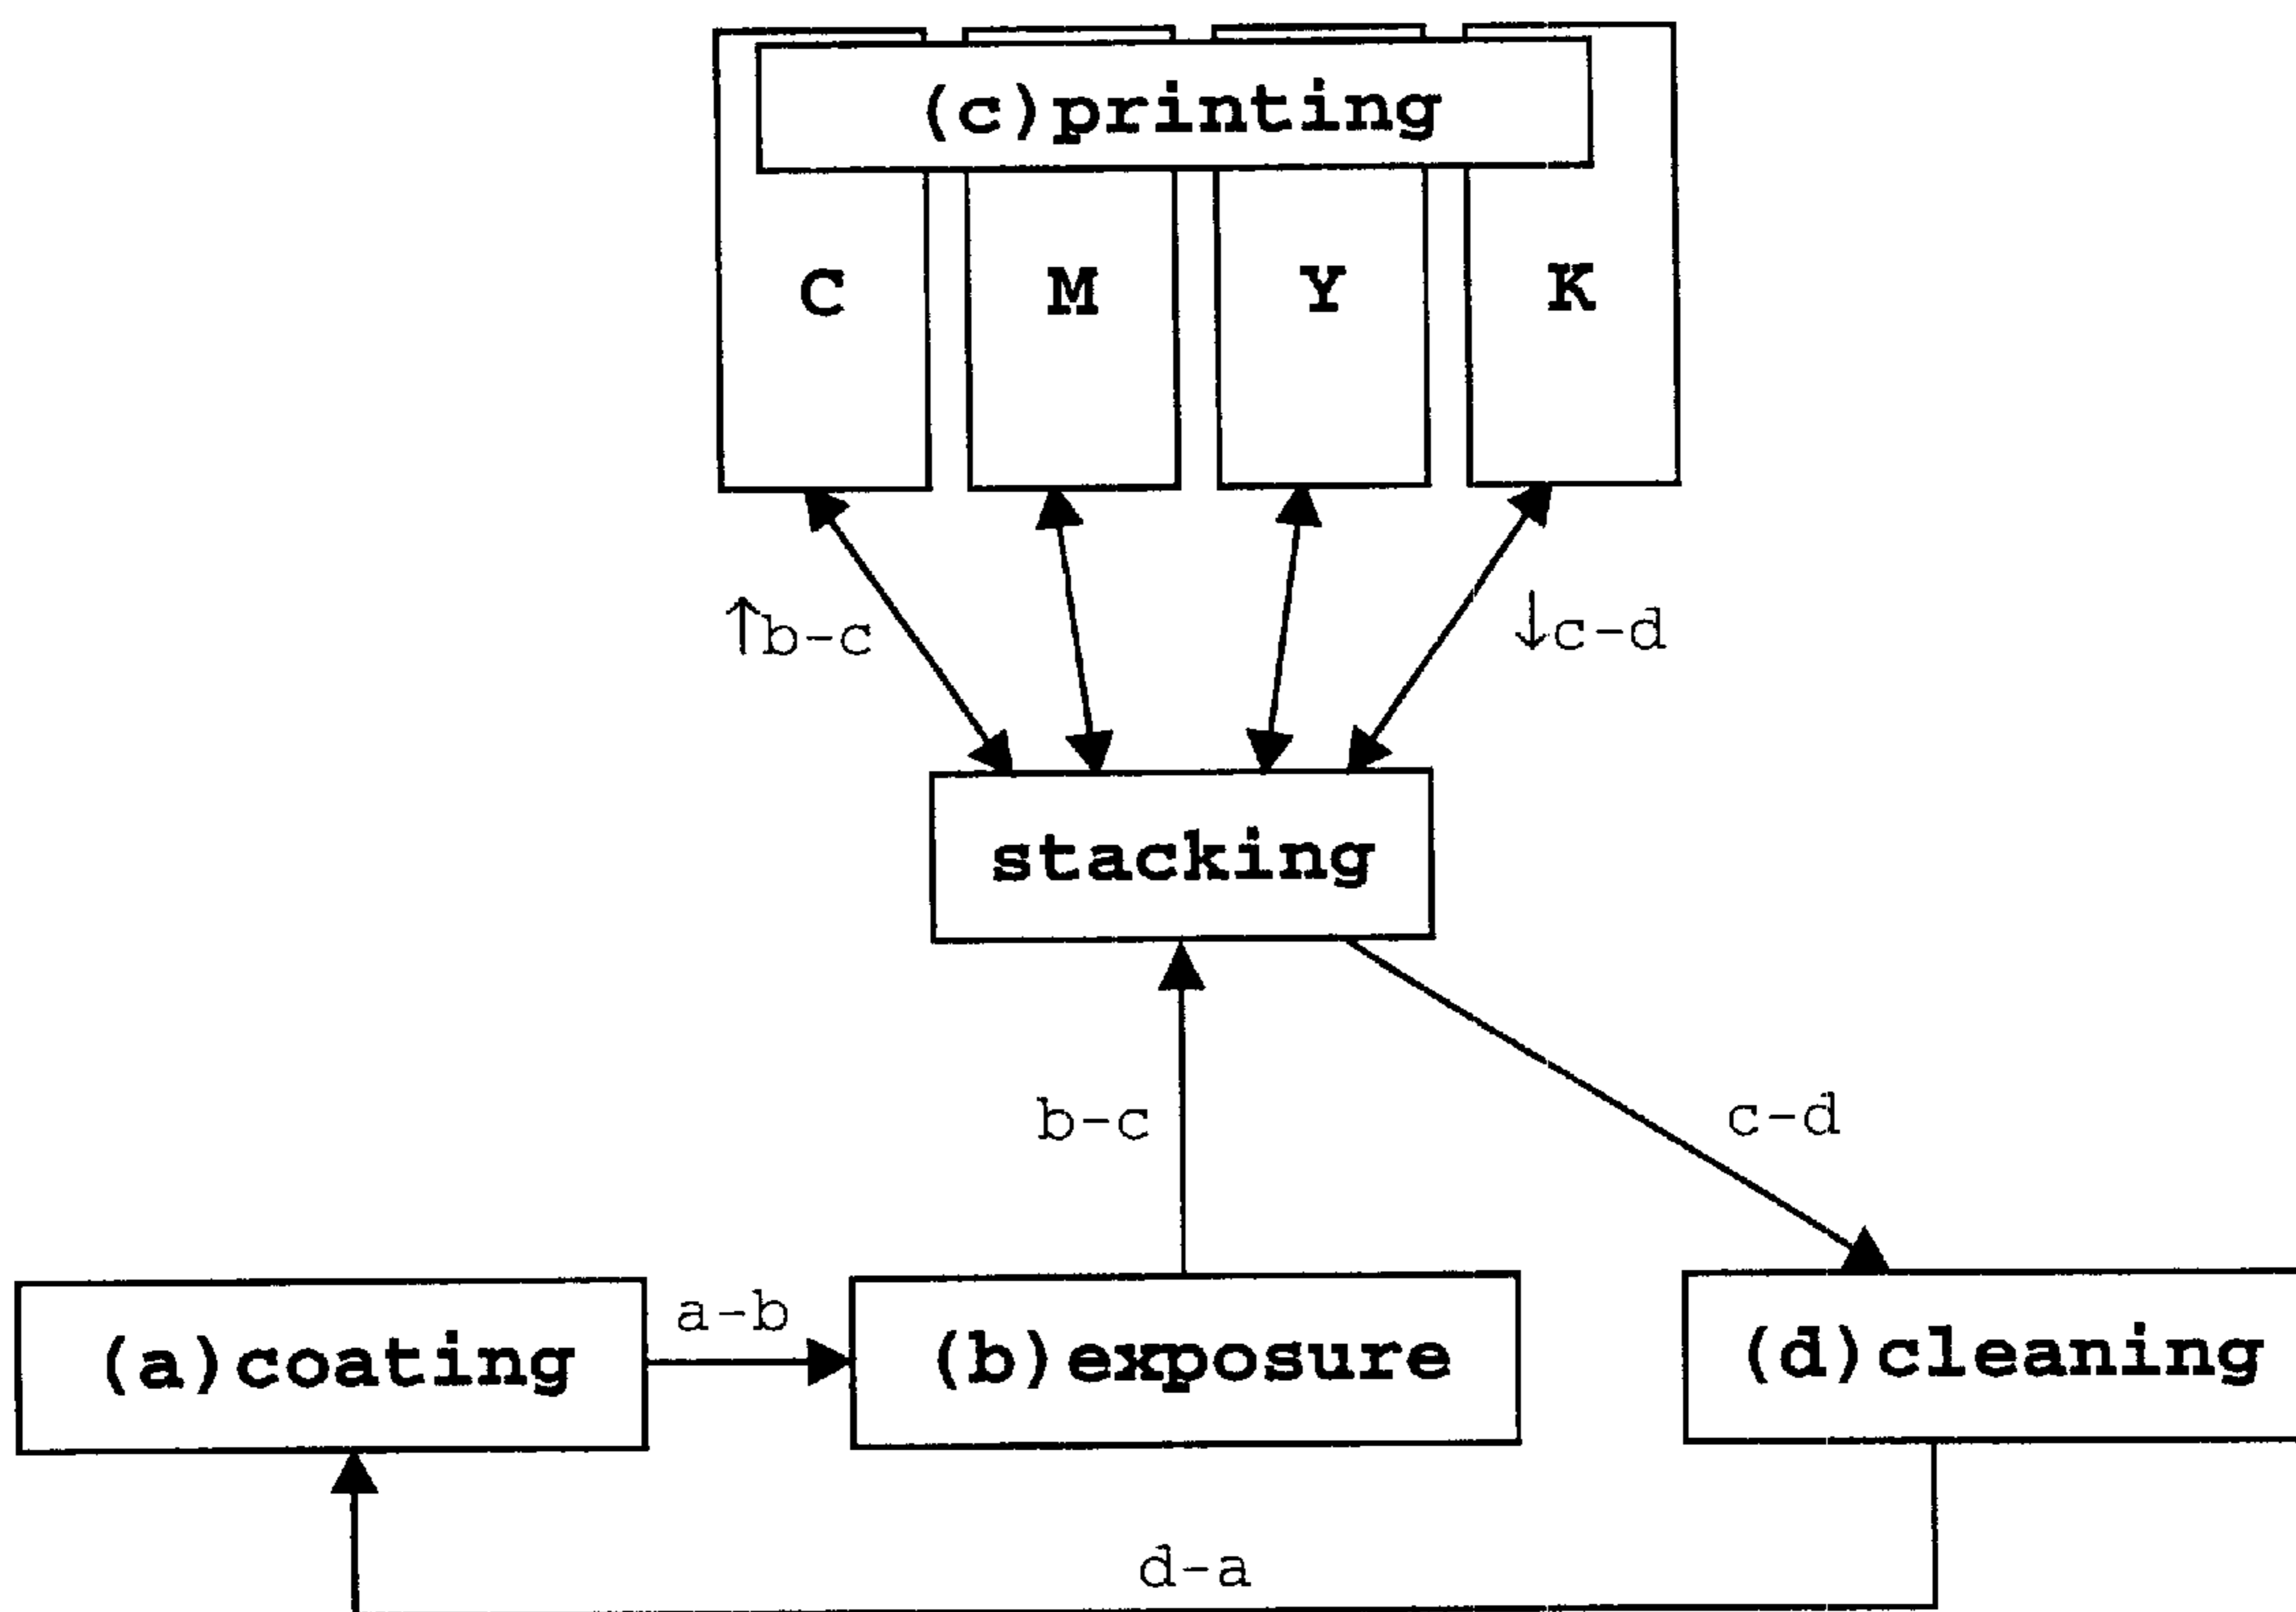 (c)printing
C M Y K
↑b-c ↓c-d
stacking
b-c c-d
(a)coating a-b (b)exposure (d)cleaning
d-a